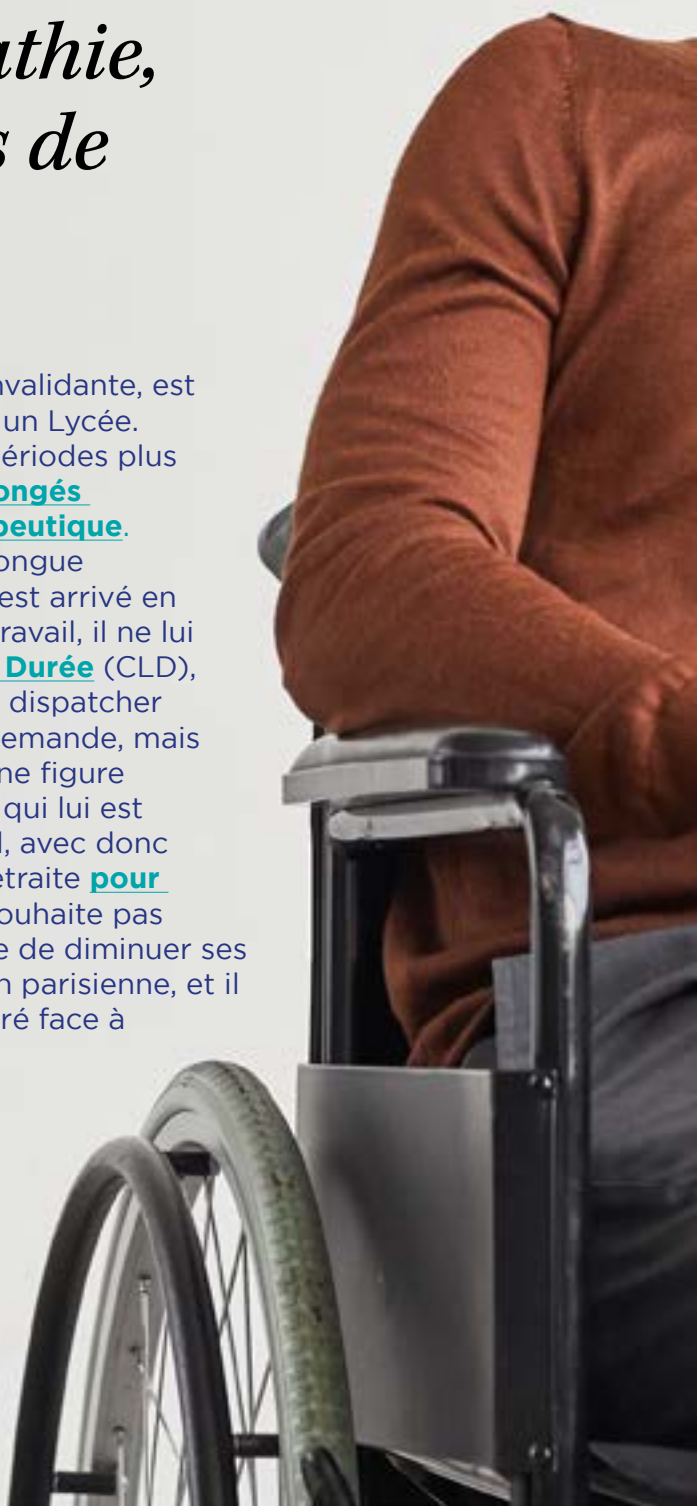 athie,
s de
nvalidante, est
un Lycée.
ériodes plus
ongés
peutique.
ongue
est arrivé en
ravail, il ne lui
Durée (CLD),
dispatcher
emande, mais
ne figure
qui lui est
l, avec donc
etraite pour
ouhaite pas
e de diminuer ses
n parisienne, et il
ré face à